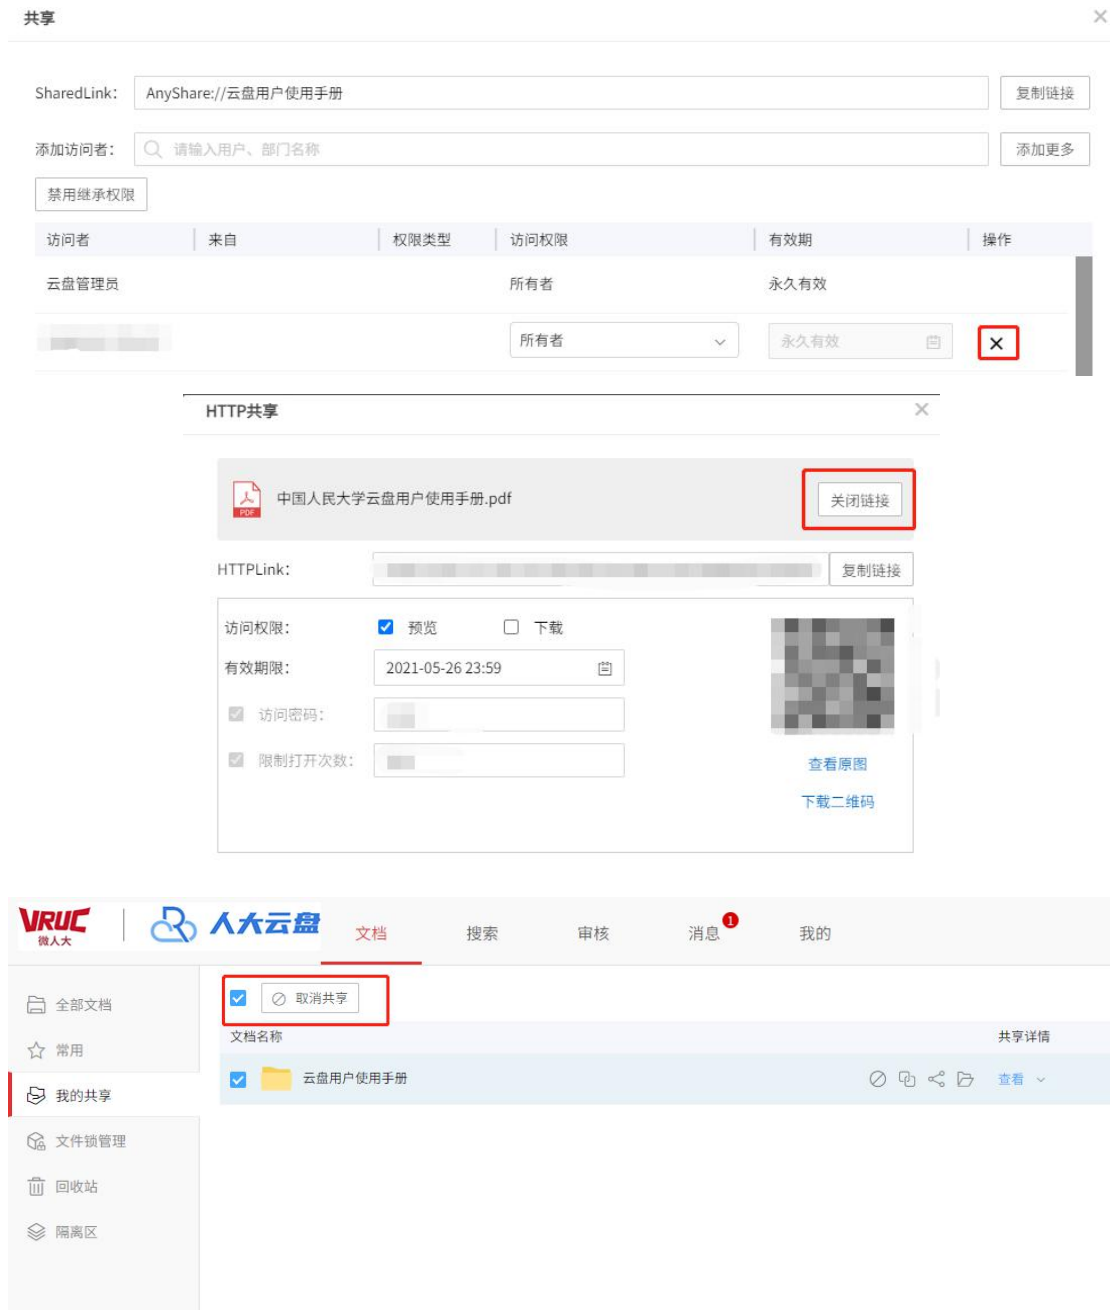 共享
SharedLink: AnyShare://云盘用户使用手册 复制链接
添加访问者: 请输入用户、部门名称 添加更多
禁用继承权限
访问者 来自 权限类型 访问权限 有效期 操作
云盘管理员 所有者 永久有效
所有者 永久有效
HTTP共享
PDF 中国人民大学云盘用户使用手册.pdf 关闭链接
HTTPLink: 复制链接
访问权限: 预览 下载
有效期限: 2021-05-26 23:59
访问密码:
限制打开次数:
查看原图
下载二维码
VRUC 微人大 人大云盘 文档 搜索 审核 消息 1 我的
取消共享
全部文档
文档名称 共享详情
常用
云盘用户使用手册 查看
我的共享
文件锁管理
回收站
隔离区